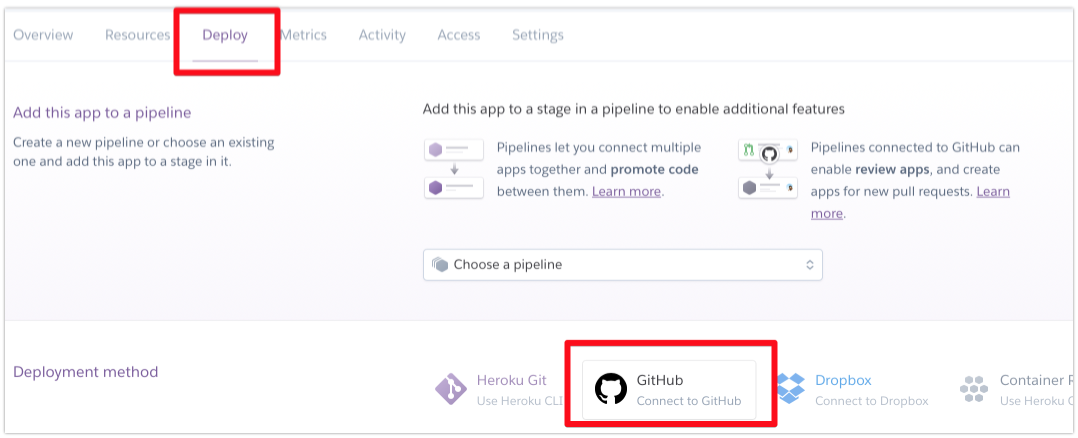 Overview Resources Deploy Metrics Activity Access Settings
Add this app to a pipeline
Create a new pipeline or choose an existing
one and add this app to a stage in it.
Add this app to a stage in a pipeline to enable additional features
Pipelines let you connect multiple
apps together and promote code
between them. Learn more.
Pipelines connected to GitHub can
enable review apps, and create
apps for new pull requests. Learn
more.
Choose a pipeline
Deployment method
Heroku Git
Use Heroku CLI
GitHub
Connect to GitHub
Dropbox
Connect to Dropbox
Container
Use Heroku